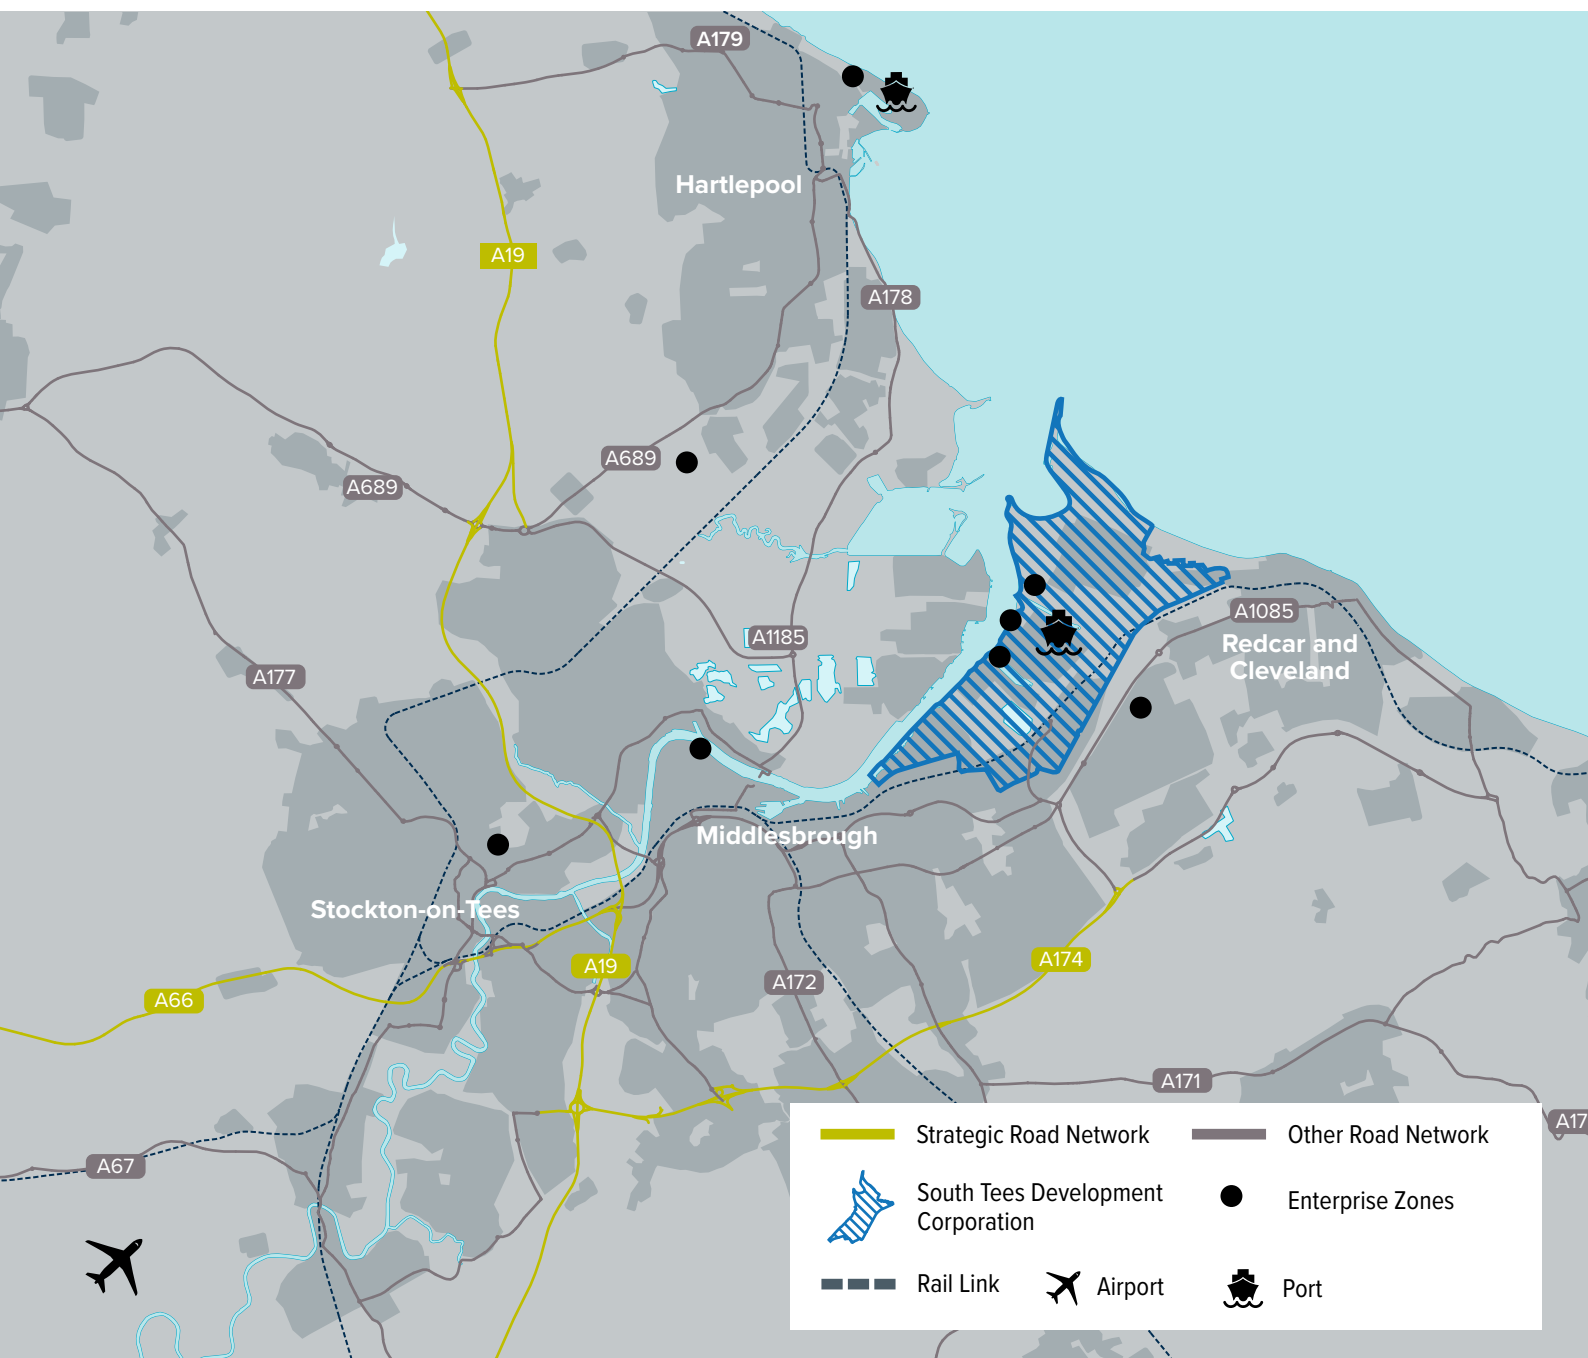 A179
Hartlepool
A19
A178
A689
A689
A1185
A1085
Redcar and
Cleveland
A177
Middlesbrough
Stockton-on-Tees
A19
A174
A66
A172
A171
A17
A67
Strategic Road Network
Other Road Network
South Tees Development
Corporation
Enterprise Zones
Rail Link
Airport
Port